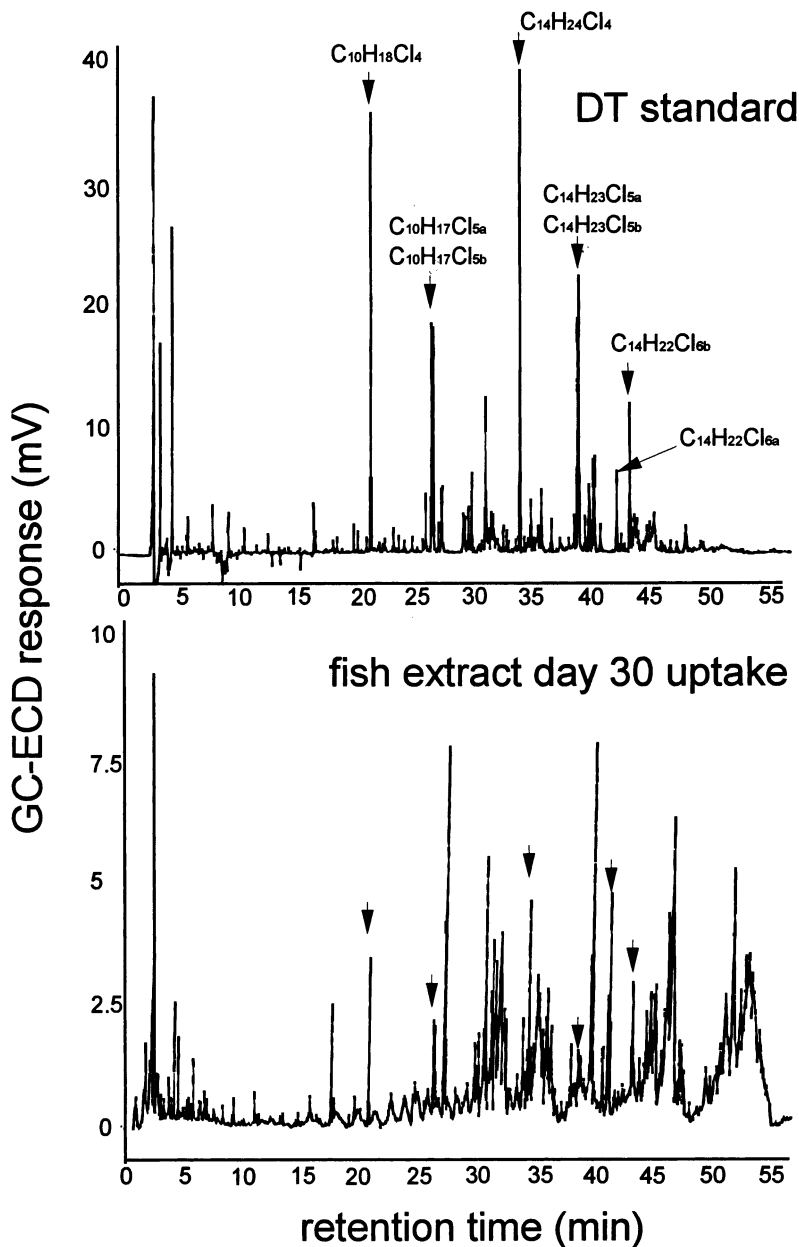 C₁₀H₁₈Cl₄
C₁₄H₂₄Cl₄
DT standard
C₁₀H₁₇Cl₅ₐ
C₁₀H₁₇Cl₅b
C₁₄H₂₃Cl₅ₐ
C₁₄H₂₃Cl₅b
C₁₄H₂₂Cl₆b
C₁₄H₂₂Cl₆ₐ
40
30
20
10
0
0 5 10 15 20 25 30 35 40 45 50 55
GC-ECD response (mV)
fish extract day 30 uptake
10
7.5
5
2.5
0
0 5 10 15 20 25 30 35 40 45 50 55
retention time (min)